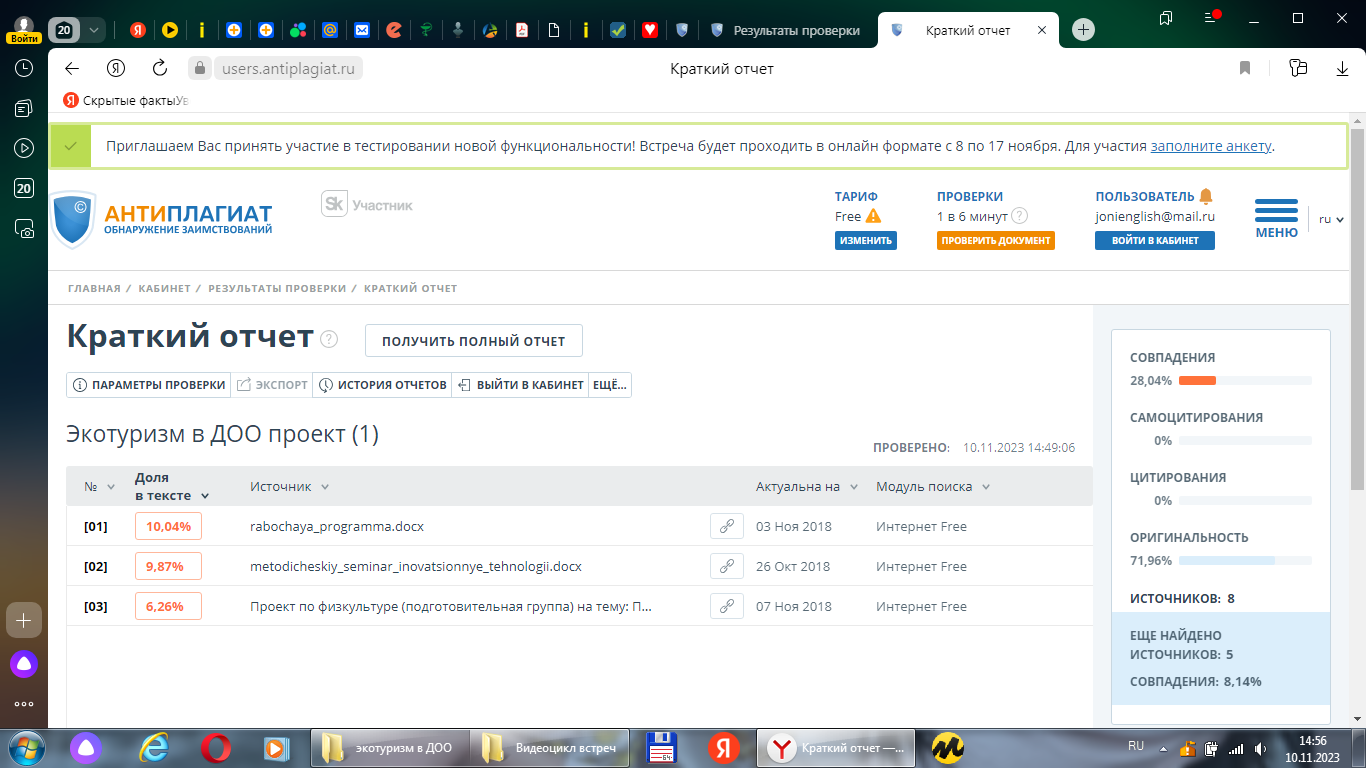 20
Результаты проверки
Краткий отчет
Войти
users.antiplagiat.ru
Краткий отчет
Скрытые факты
Приглашаем Вас принять участие в тестировании новой функциональности! Встреча будет проходить в онлайн формате с 8 по 17 ноября. Для участия заполните анкету.
АНТИПЛАГИАТ
ОБНАРУЖЕНИЕ ЗАИМСТВОВАНИЙ
Sk Участник
ТАРИФ
Free
ИЗМЕНИТЬ
ПРОВЕРКИ
1 в 6 минут ?
ПРОВЕРИТЬ ДОКУМЕНТ
ПОЛЬЗОВАТЕЛЬ
jonienglish@mail.ru
ВОЙТИ В КАБИНЕТ
МЕНЮ
ru
20
ГЛАВНАЯ / КАБИНЕТ / РЕЗУЛЬТАТЫ ПРОВЕРКИ / КРАТКИЙ ОТЧЕТ
Краткий отчет ?
ПОЛУЧИТЬ ПОЛНЫЙ ОТЧЕТ
ПАРАМЕТРЫ ПРОВЕРКИ ЭКСПОРТ ИСТОРИЯ ОТЧЕТОВ ВЫЙТИ В КАБИНЕТ ЕЩЁ...
Экотуризм в ДОО проект (1)
ПРОВЕРЕНО: 10.11.2023 14:49:06
№ Доля в тексте Источник Актуальна на Модуль поиска
[01] 10,04% rabochaya_programma.docx 03 Ноя 2018 Интернет Free
[02] 9,87% metodicheskiy_seminar_inovatsionnye_tehnologii.docx 26 Окт 2018 Интернет Free
[03] 6,26% Проект по физкультуре (подготовительная группа) на тему: П... 07 Ноя 2018 Интернет Free
СОВПАДЕНИЯ
28,04%
САМОЦИТИРОВАНИЯ
0%
ЦИТИРОВАНИЯ
0%
ОРИГИНАЛЬНОСТЬ
71,96%
ИСТОЧНИКОВ: 8
ЕЩЕ НАЙДЕНО
ИСТОЧНИКОВ: 5
СОВПАДЕНИЯ: 8,14%
экотуризм в ДОО
Видеоцикл встреч
64
Краткий отчет —...
RU
14:56
10.11.2023